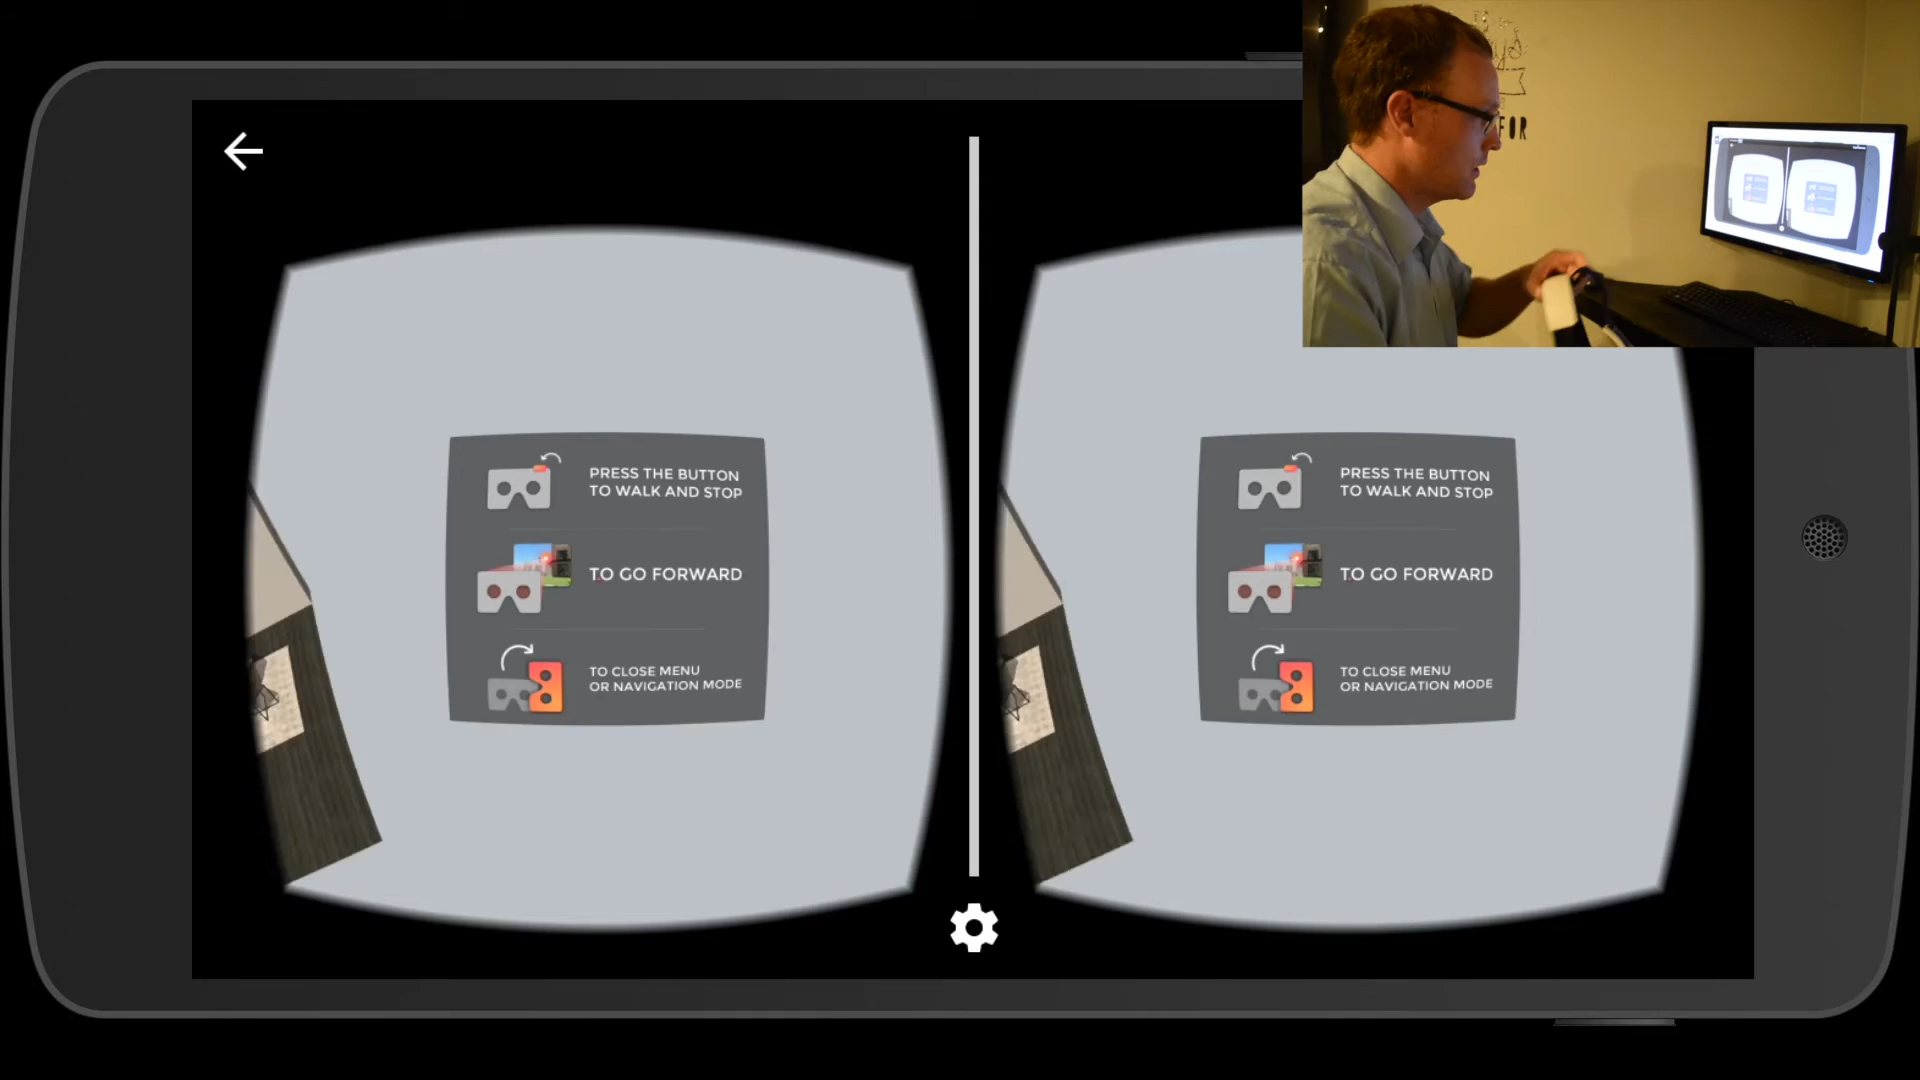 PRESS THE BUTTON
TO WALK AND STOP
TO GO FORWARD
TO CLOSE MENU
OR NAVIGATION MODE
PRESS THE BUTTON
TO WALK AND STOP
TO GO FORWARD
TO CLOSE MENU
OR NAVIGATION MODE
FOR